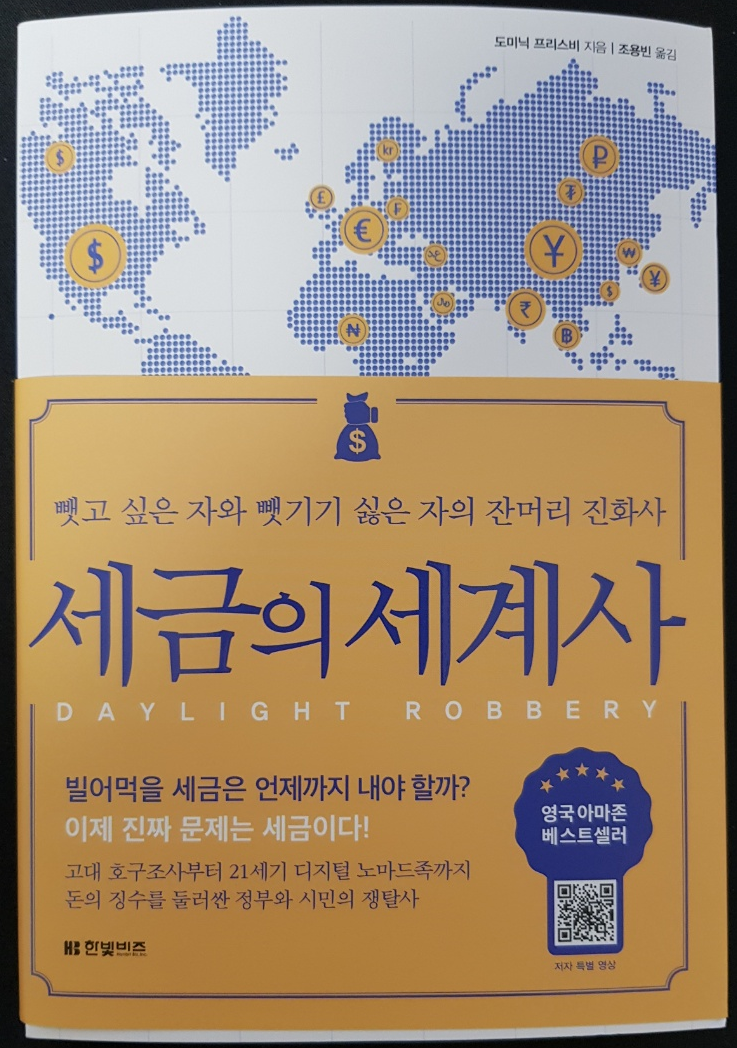 도미닉 프리스비 지음 | 조용빈 옮김
$
kr
₽
₮
£
€
₣
$
¥
₩
¥
$
₹
₦
฿
$
뺏고 싶은 자와 뺏기기 싫은 자의 잔머리 진화사
세금의 세계사
DAYLIGHT ROBBERY
빌어먹을 세금은 언제까지 내야 할까?
이제 진짜 문제는 세금이다!
고대 호구조사부터 21세기 디지털 노마드족까지
돈의 징수를 둘러싼 정부와 시민의 쟁탈사
영국 아마존
베스트셀러
저자 특별 영상
HB 한빛비즈